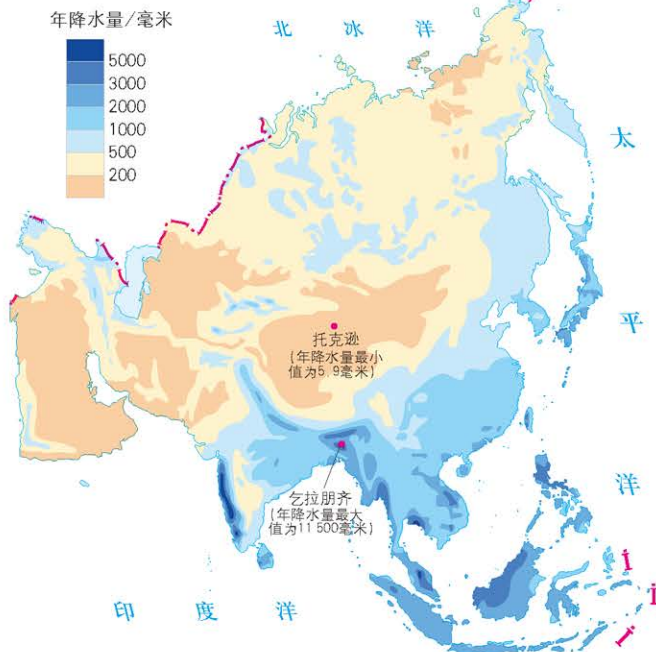 年降水量/毫米
5000
3000
2000
1000
500
200
北冰洋
太平洋
托克逊
(年降水量最小
值为5.9毫米)
乞拉朋齐
(年降水量最大
值为11 500毫米)
印度洋